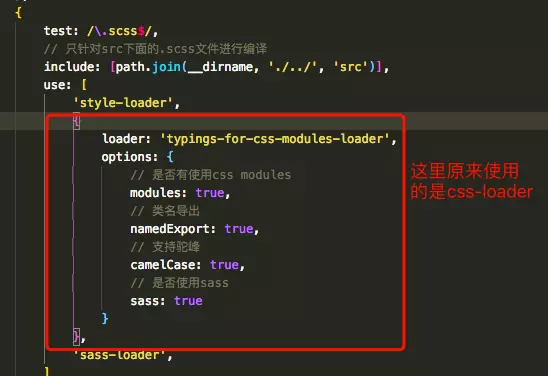 {
test: /\.scss$/,
// 只针对src下面的.scss文件进行编译
include: [path.join(__dirname, './../', 'src')],
use: [
'style-loader',
{
loader: 'typings-for-css-modules-loader',
options: {
// 是否有使用css modules
modules: true,
// 类名导出
namedExport: true,
// 支持驼峰
camelCase: true,
// 是否使用sass
sass: true
}
},
'sass-loader',
]
这里原来使用
的是css-loader